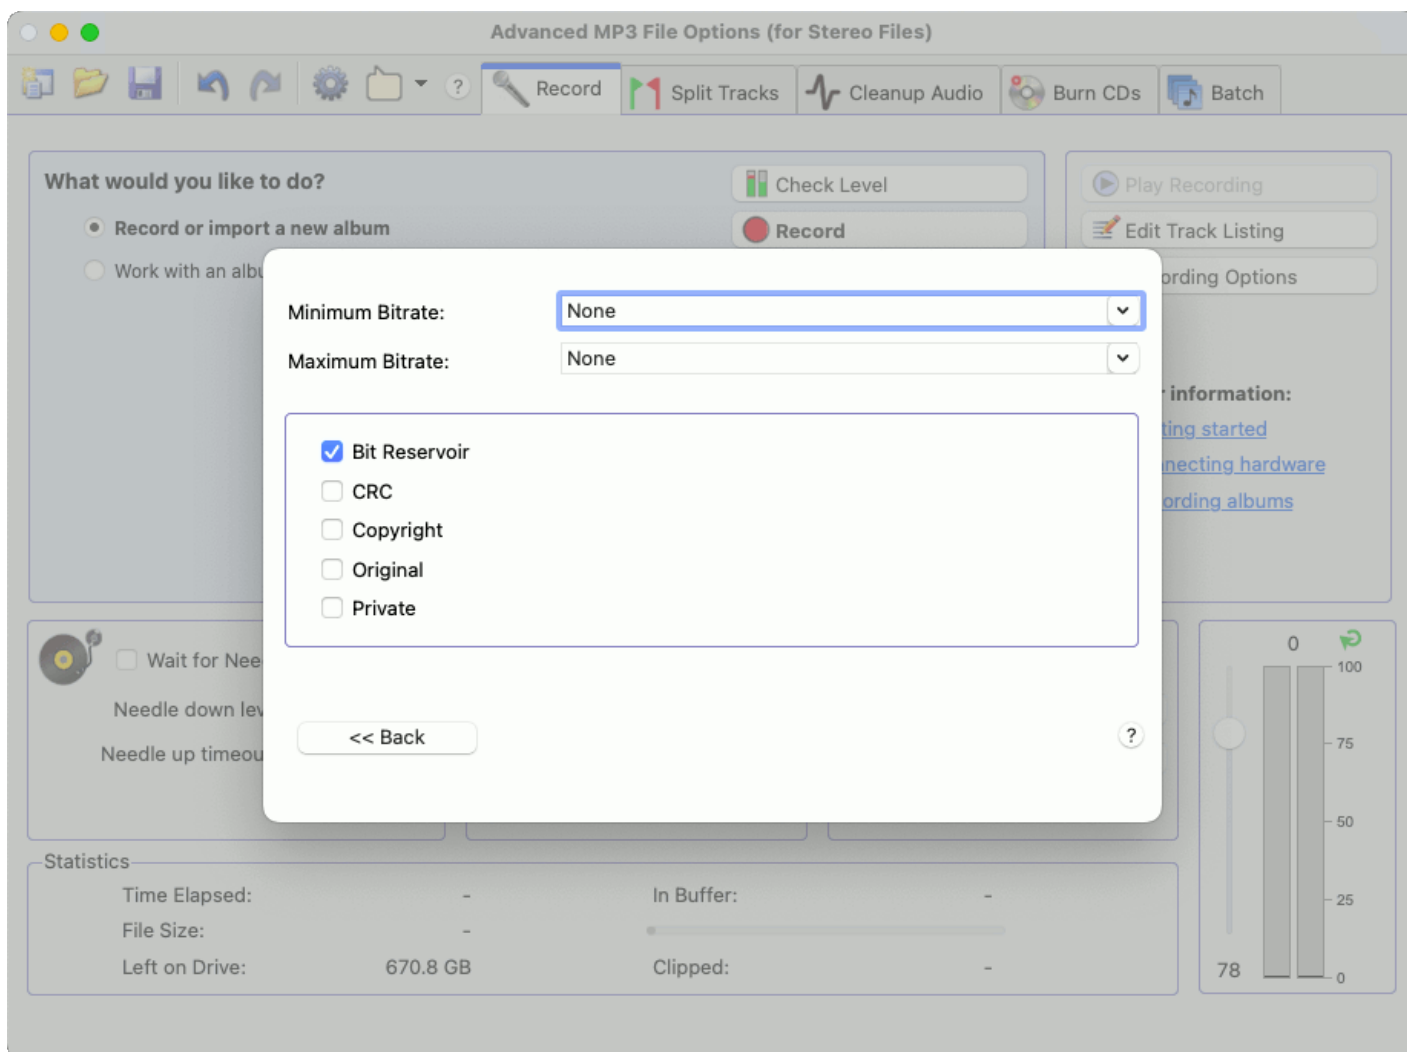 Advanced MP3 File Options (for Stereo Files)
?
Record
Split Tracks
Cleanup Audio
Burn CDs
Batch
What would you like to do?
Record or import a new album
Work with an albu
Check Level
Record
Play Recording
Edit Track Listing
ording Options
information:
ting started
nnecting hardware
ording albums
Minimum Bitrate:
None
Maximum Bitrate:
None
Bit Reservoir
CRC
Copyright
Original
Private
<< Back
?
Wait for Nee
Needle down lev
Needle up timeou
0
100
75
50
25
0
78
Statistics
Time Elapsed: -
In Buffer: -
File Size: -
Left on Drive: 670.8 GB
Clipped: -